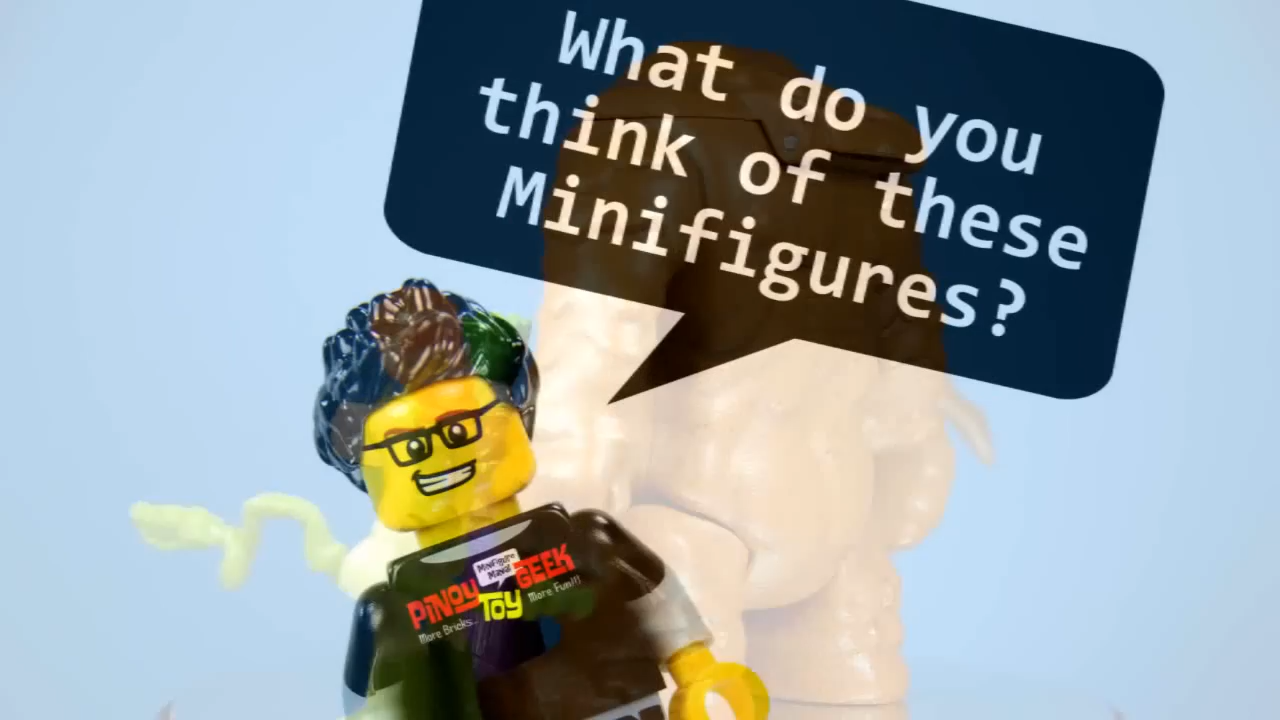 What do you
think of these
Minifigures?
Minifigure
Mania
PiNOY TOY GEEK
More Bricks.. More Fun!!!